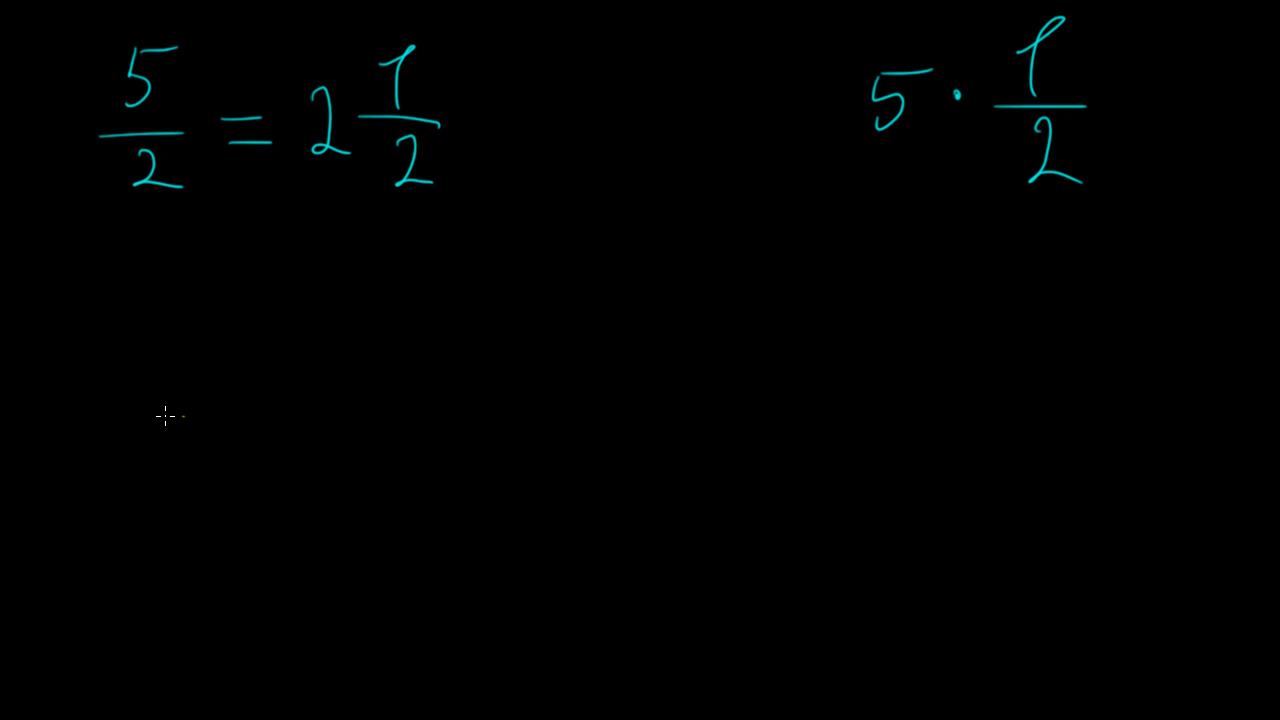 5/2 = 2 1/2
5 · 1/2